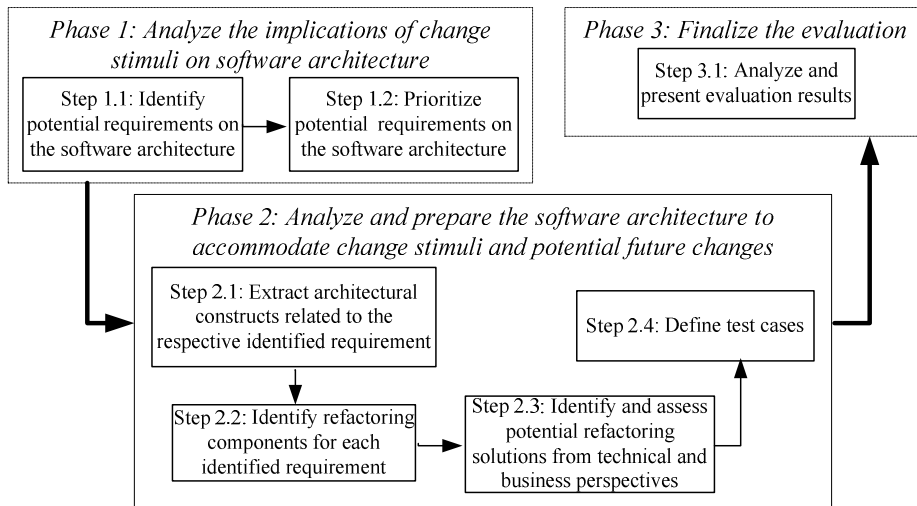 Phase 1: Analyze the implications of change
stimuli on software architecture
Step 1.1: Identify
potential requirements on
the software architecture
Step 1.2: Prioritize
potential requirements on
the software architecture
Phase 3: Finalize the evaluation
Step 3.1: Analyze and
present evaluation results
Phase 2: Analyze and prepare the software architecture to
accommodate change stimuli and potential future changes
Step 2.1: Extract architectural
constructs related to the
respective identified requirement
Step 2.2: Identify refactoring
components for each
identified requirement
Step 2.3: Identify and assess
potential refactoring
solutions from technical and
business perspectives
Step 2.4: Define test cases